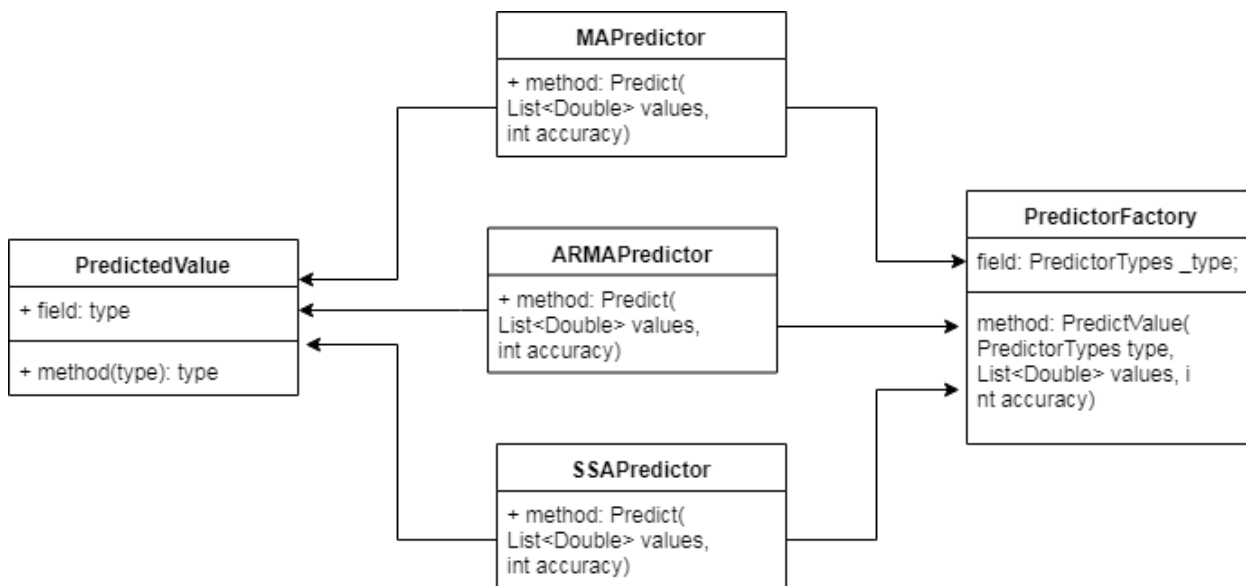 MAPredictor
+ method: Predict(
List<Double> values,
int accuracy)
PredictedValue
+ field: type
+ method(type): type
ARMAPredictor
+ method: Predict(
List<Double> values,
int accuracy)
SSAPredictor
+ method: Predict(
List<Double> values,
int accuracy)
PredictorFactory
field: PredictorTypes _type;
method: PredictValue(
PredictorTypes type,
List<Double> values, i
nt accuracy)